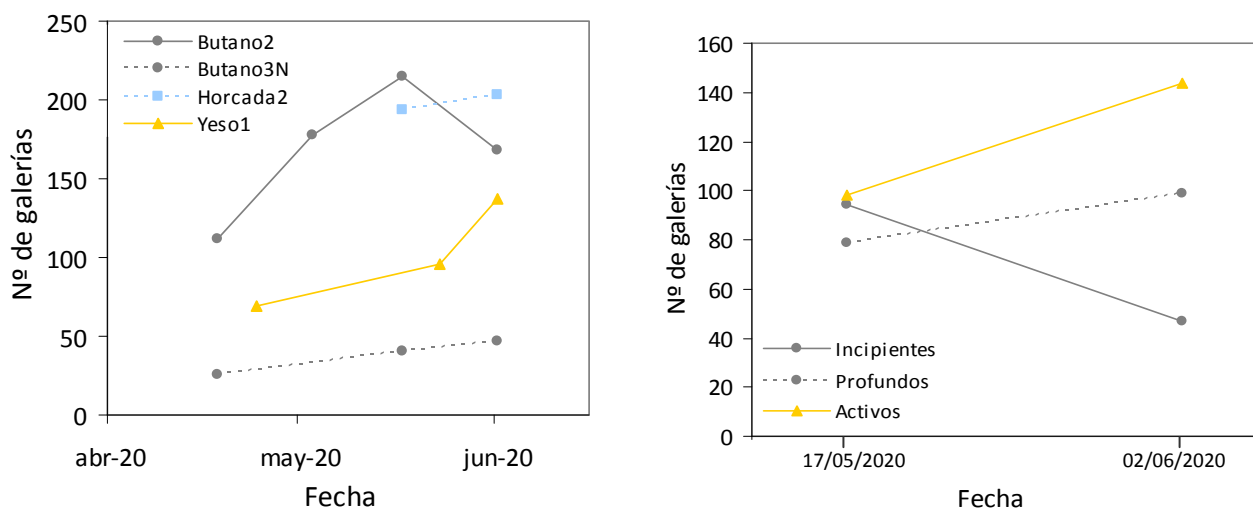 250
200
150
100
50
0
Nº de galerías
Butano2
Butano3N
Horcada2
Yeso1
abr-20 may-20 jun-20
Fecha
160
140
120
100
80
60
40
20
0
Nº de galerías
Incipientes
Profundos
Activos
17/05/2020 02/06/2020
Fecha